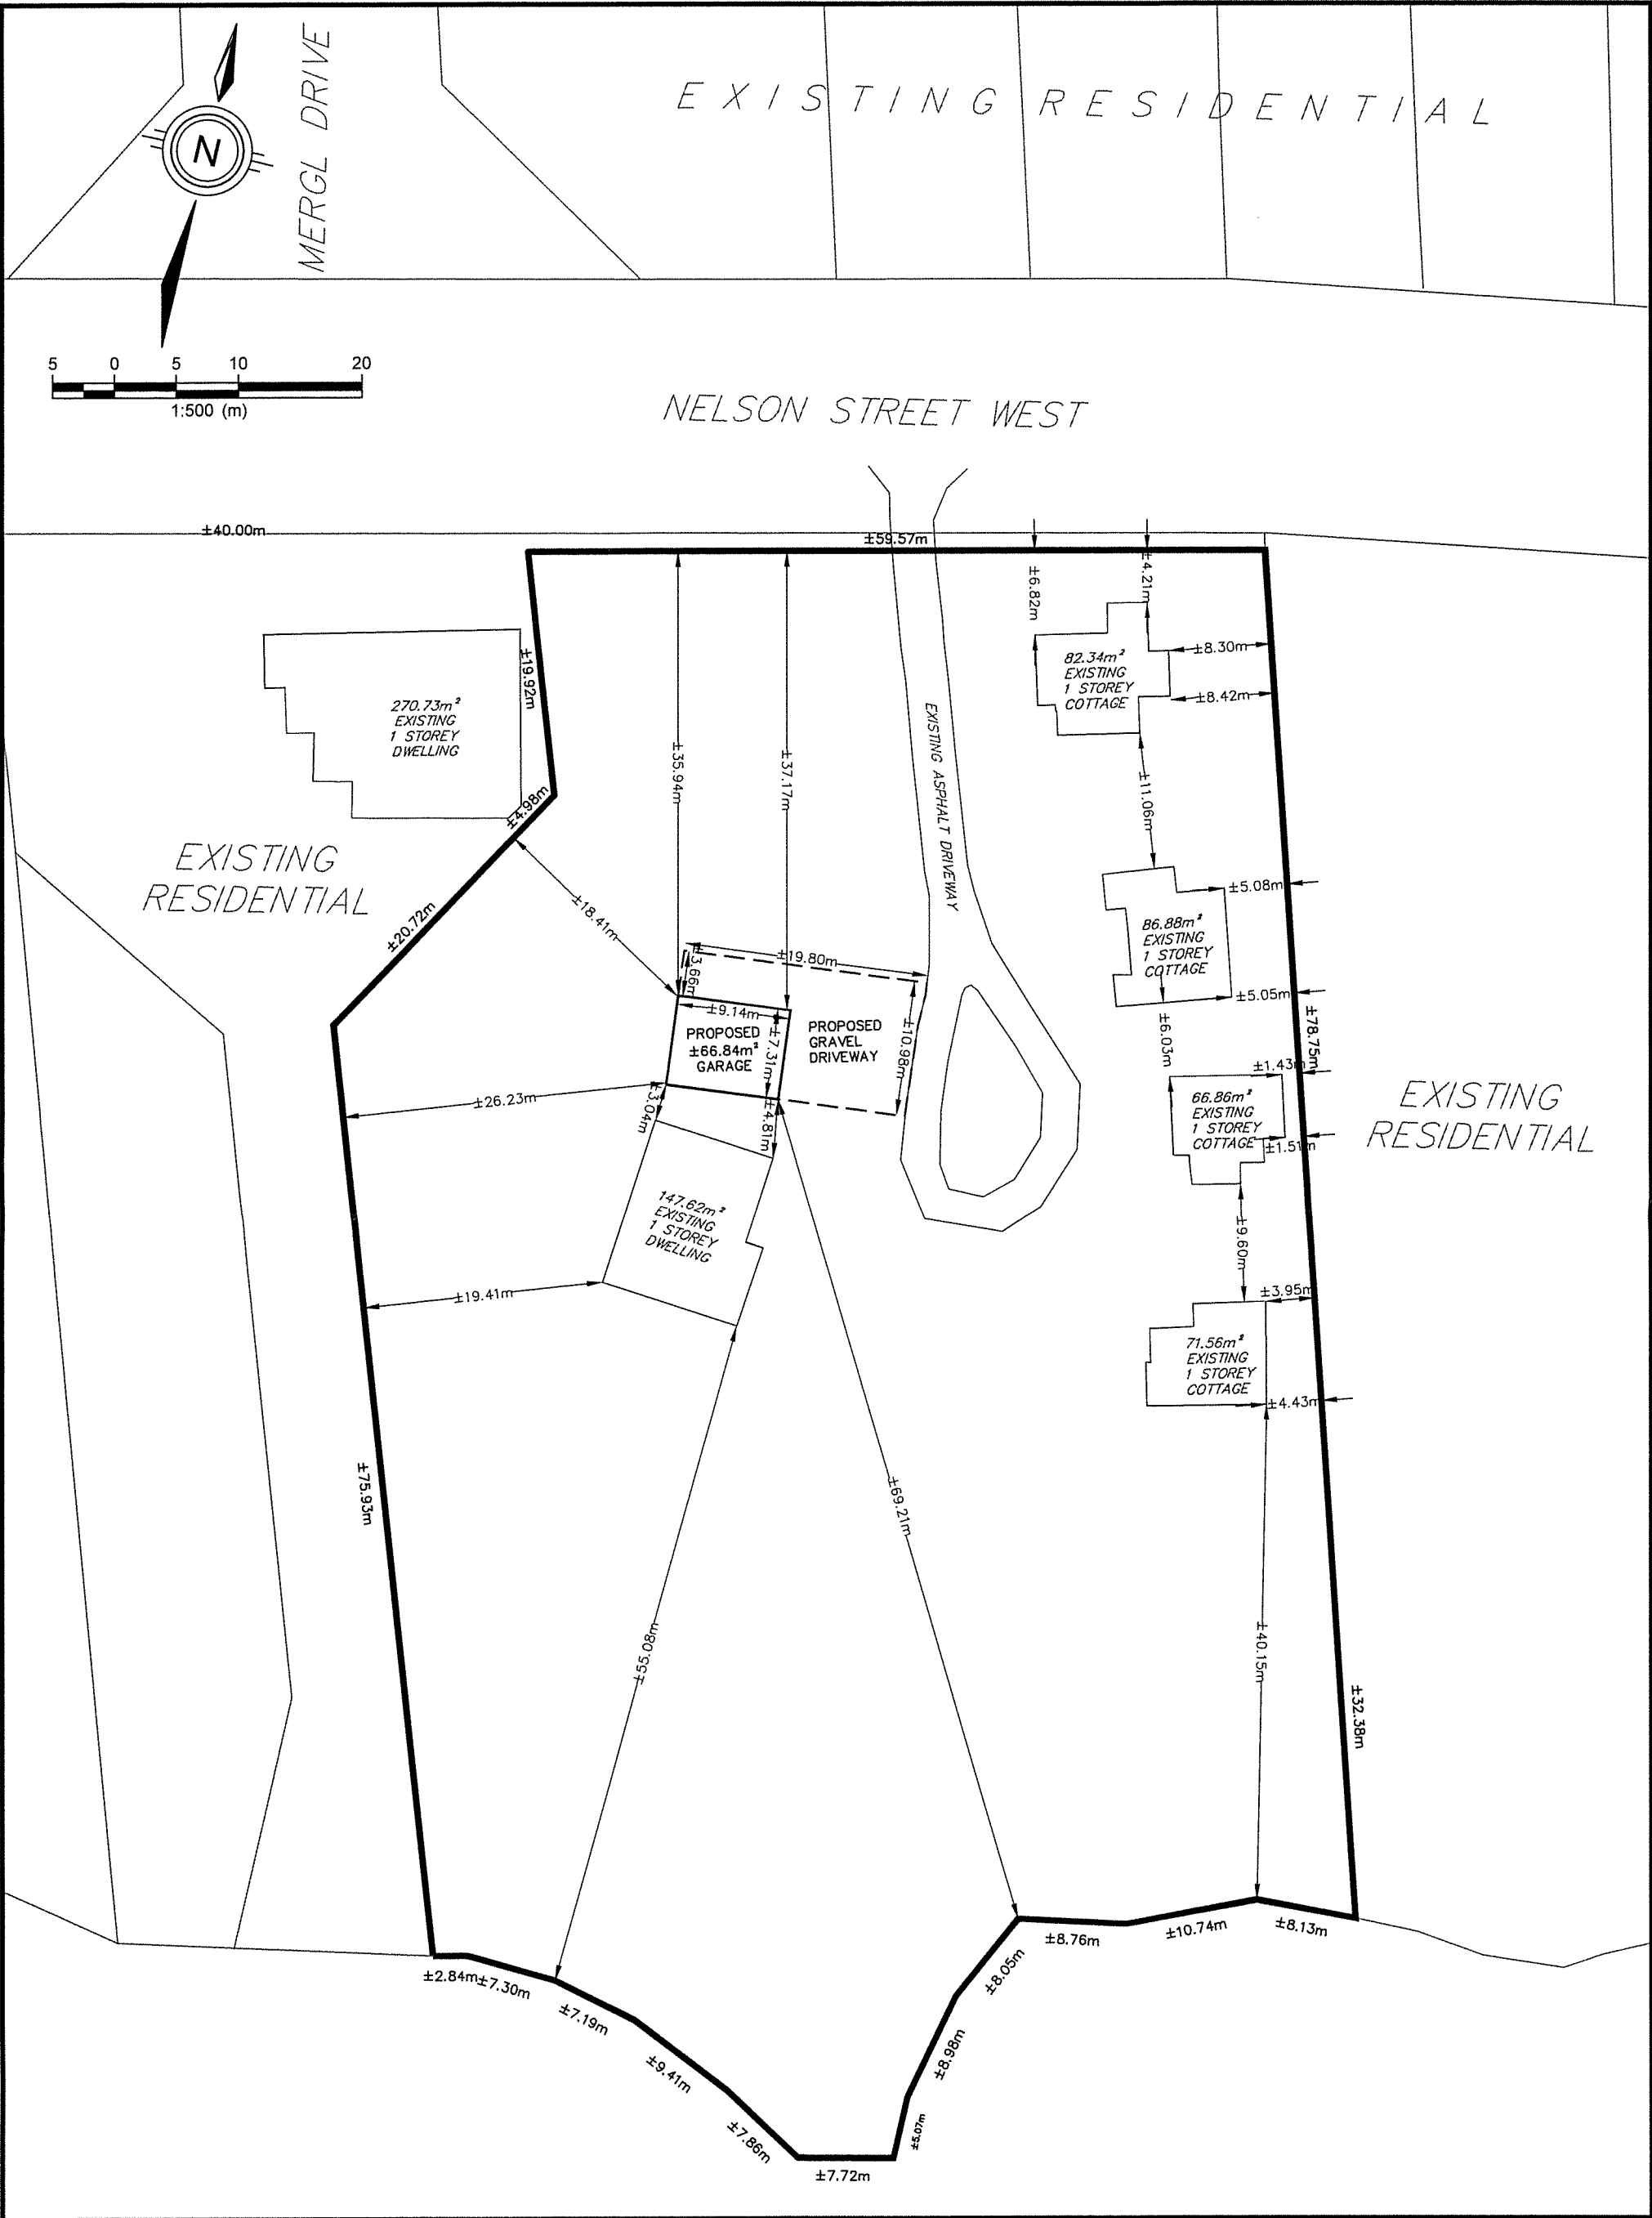 MERGL DRIVE
N
EXISTING RESIDENTIAL
5 0 5 10 20
1:500 (m)
NELSON STREET WEST
±40.00m
±59.57m
±19.92m
±6.82m
±4.21m
82.34m²
EXISTING
1 STOREY
COTTAGE
±8.30m
±8.42m
270.73m²
EXISTING
1 STOREY
DWELLING
±4.98m
±35.94m
±37.17m
EXISTING ASPHALT DRIVEWAY
±11.06m
EXISTING
RESIDENTIAL
±20.72m
±18.41m
86.88m²
EXISTING
1 STOREY
COTTAGE
±5.08m
±5.05m
±3.66m
±19.80m
±9.14m
PROPOSED
±66.84m²
GARAGE
±7.31m
PROPOSED
GRAVEL
DRIVEWAY
±10.98m
±6.03m
±78.75m
±1.43m
66.86m²
EXISTING
1 STOREY
COTTAGE
±1.51m
EXISTING
RESIDENTIAL
±26.23m
±3.04m
±4.81m
147.62m²
EXISTING
1 STOREY
DWELLING
±9.60m
±19.41m
±3.95m
71.56m²
EXISTING
1 STOREY
COTTAGE
±4.43m
±75.93m
±69.21m
±55.08m
±40.15m
±32.38m
±2.84m
±7.30m
±7.19m
±9.41m
±7.86m
±7.72m
±5.07m
±8.98m
±8.05m
±8.76m
±10.74m
±8.13m